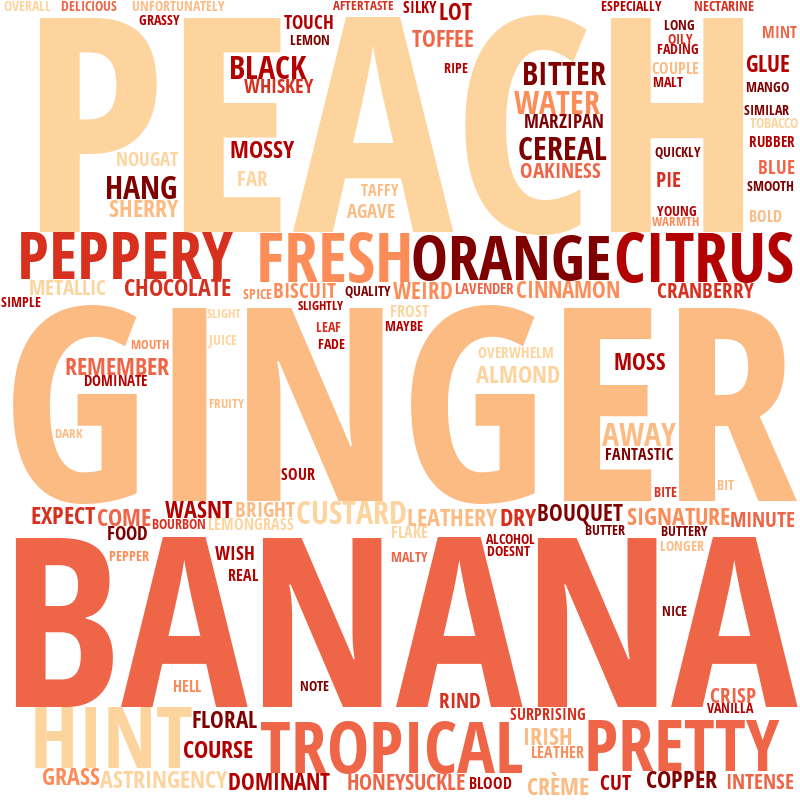 OVERALL DELICIOUS UNFORTUNATELY AFTERTASTE SILKY LOT ESPECIALLY NECTARINE
GRASSY TOUCH LONG
LEMON TOFFEE OILY MINT
FADING
BLACK RIPE BITTER COUPLE GLUE
WHISKEY MALT MANGO
PEACH
WATER SIMILAR
MARZIPAN TOBACCO
MOSSY CEREAL RUBBER
NOUGAT QUICKLY
FAR OAKINESS BLUE
HANG TAFFY PIE SMOOTH
SHERRY AGAVE YOUNG BOLD
WARMTH
PEPPERY FRESH ORANGE CITRUS
METALLIC CHOCOLATE SPICE BISCUIT QUALITY WEIRD LAVENDER CINNAMON CRANBERRY
SIMPLE SLIGHTLY
SLIGHT FROST
LEAF MAYBE
MOUTH JUICE FADE
OVERWHELM
REMEMBER MOSS
DOMINATE ALMOND
GINGER
FRUITY
DARK AWAY
FANTASTIC
SOUR
BITE BIT
EXPECT COME WASNT BRIGHT CUSTARD LEATHERY DRY BOUQUET SIGNATURE MINUTE
BOURBON LEMONGRASS
FOOD FLAKE BUTTER BUTTERY
ALCOHOL
PEPPER WISH MALTY DOESNT LONGER
REAL
BANANA
NICE
HELL NOTE
RIND CRISP
VANILLA
HINT FLORAL SURPRISING
TROPICAL IRISH PRETTY
COURSE LEATHER
GRASS ASTRINGENCY DOMINANT HONEYSUCKLE BLOOD CRÈME CUT COPPER INTENSE